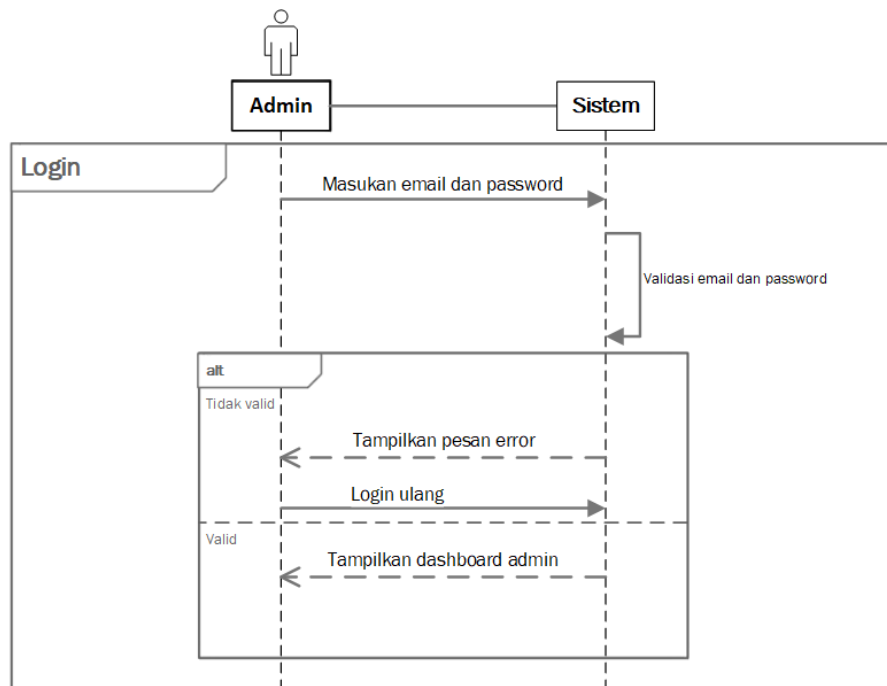 Admin
Sistem
Login
Masukan email dan password
Validasi email dan password
alt
Tidak valid
Tampilkan pesan error
Login ulang
Valid
Tampilkan dashboard admin